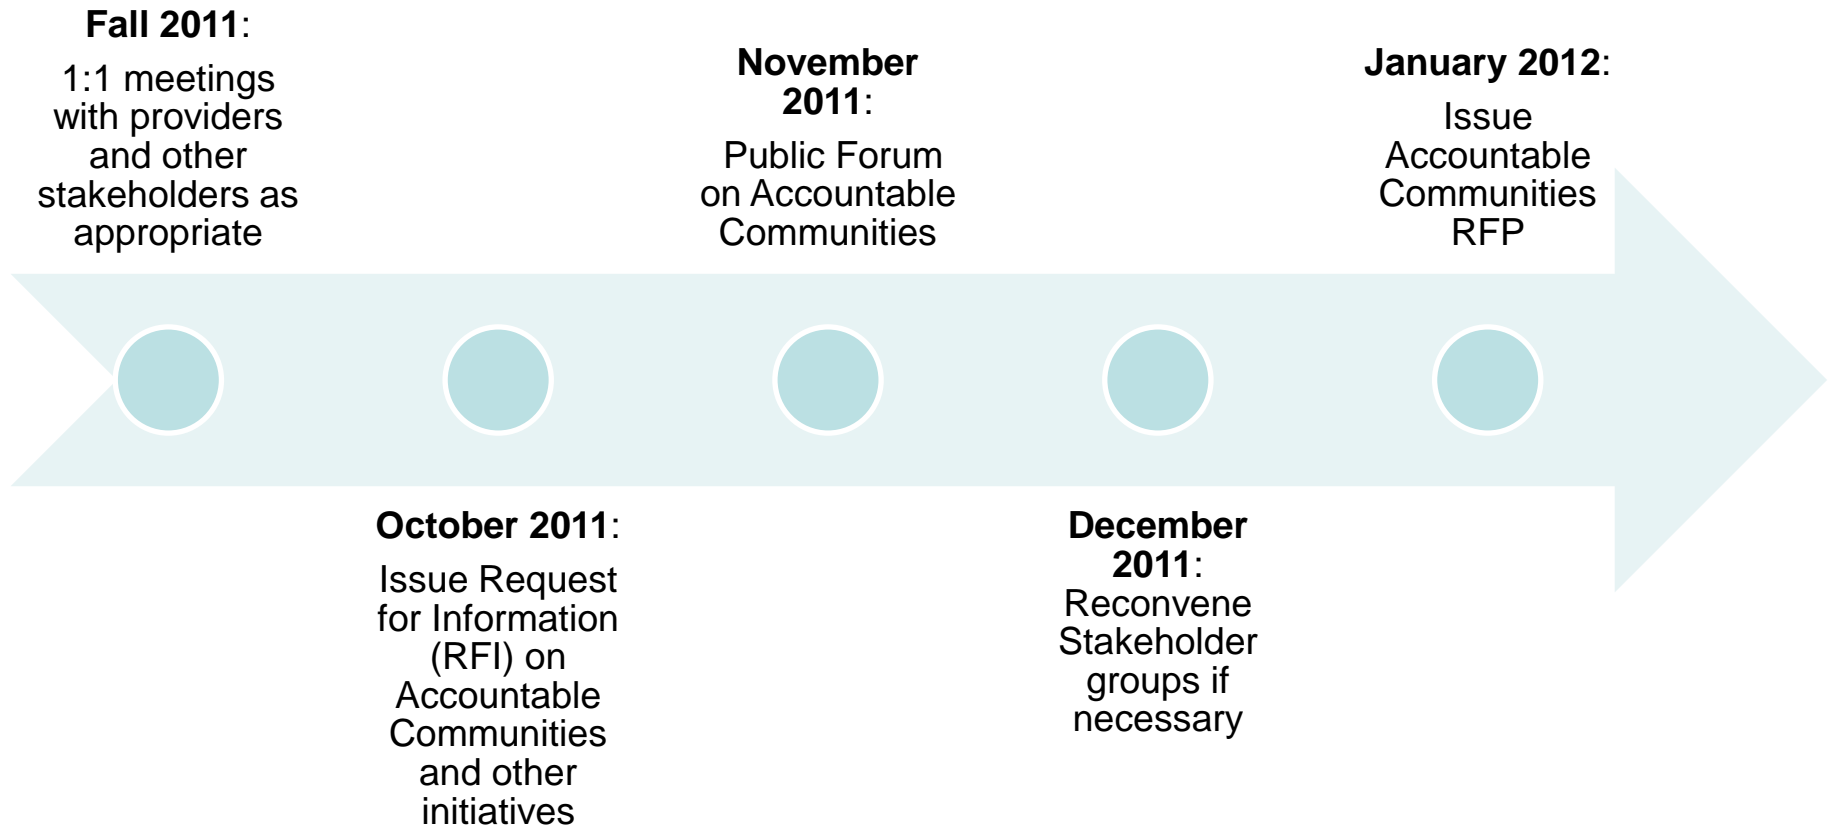 Fall 2011:
1:1 meetings
with providers
and other
stakeholders as
appropriate
October 2011:
Issue Request
for Information
(RFI) on
Accountable
Communities
and other
initiatives
November
2011:
Public Forum
on Accountable
Communities
December
2011:
Reconvene
Stakeholder
groups if
necessary
January 2012:
Issue
Accountable
Communities
RFP